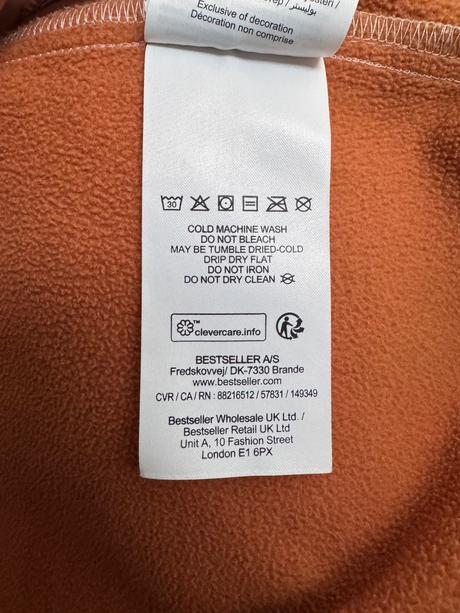 Exclusive of decoration
Décoration non comprise
30
COLD MACHINE WASH
DO NOT BLEACH
MAY BE TUMBLE DRIED-COLD
DRIP DRY FLAT
DO NOT IRON
DO NOT DRY CLEAN
™
clevercare.info
BESTSELLER A/S
Fredskovvej/ DK-7330 Brande
www.bestseller.com
CVR / CA / RN : 88216512 / 57831 / 149349
Bestseller Wholesale UK Ltd. /
Bestseller Retail UK Ltd
Unit A, 10 Fashion Street
London E1 6PX